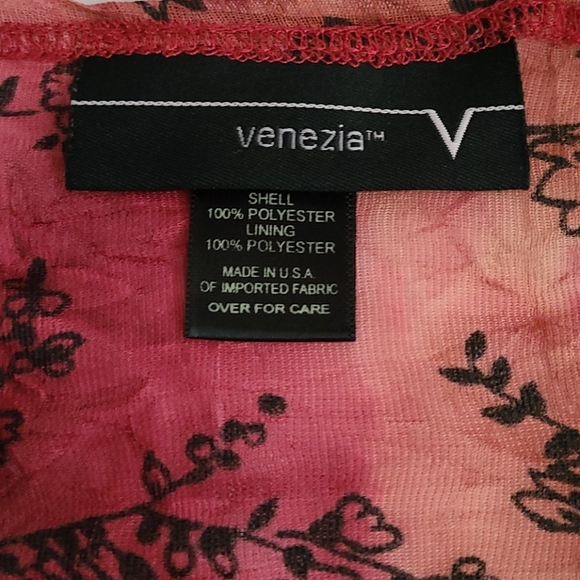 venezia™
SHELL
100% POLYESTER
LINING
100% POLYESTER
MADE IN U.S.A.
OF IMPORTED FABRIC
OVER FOR CARE